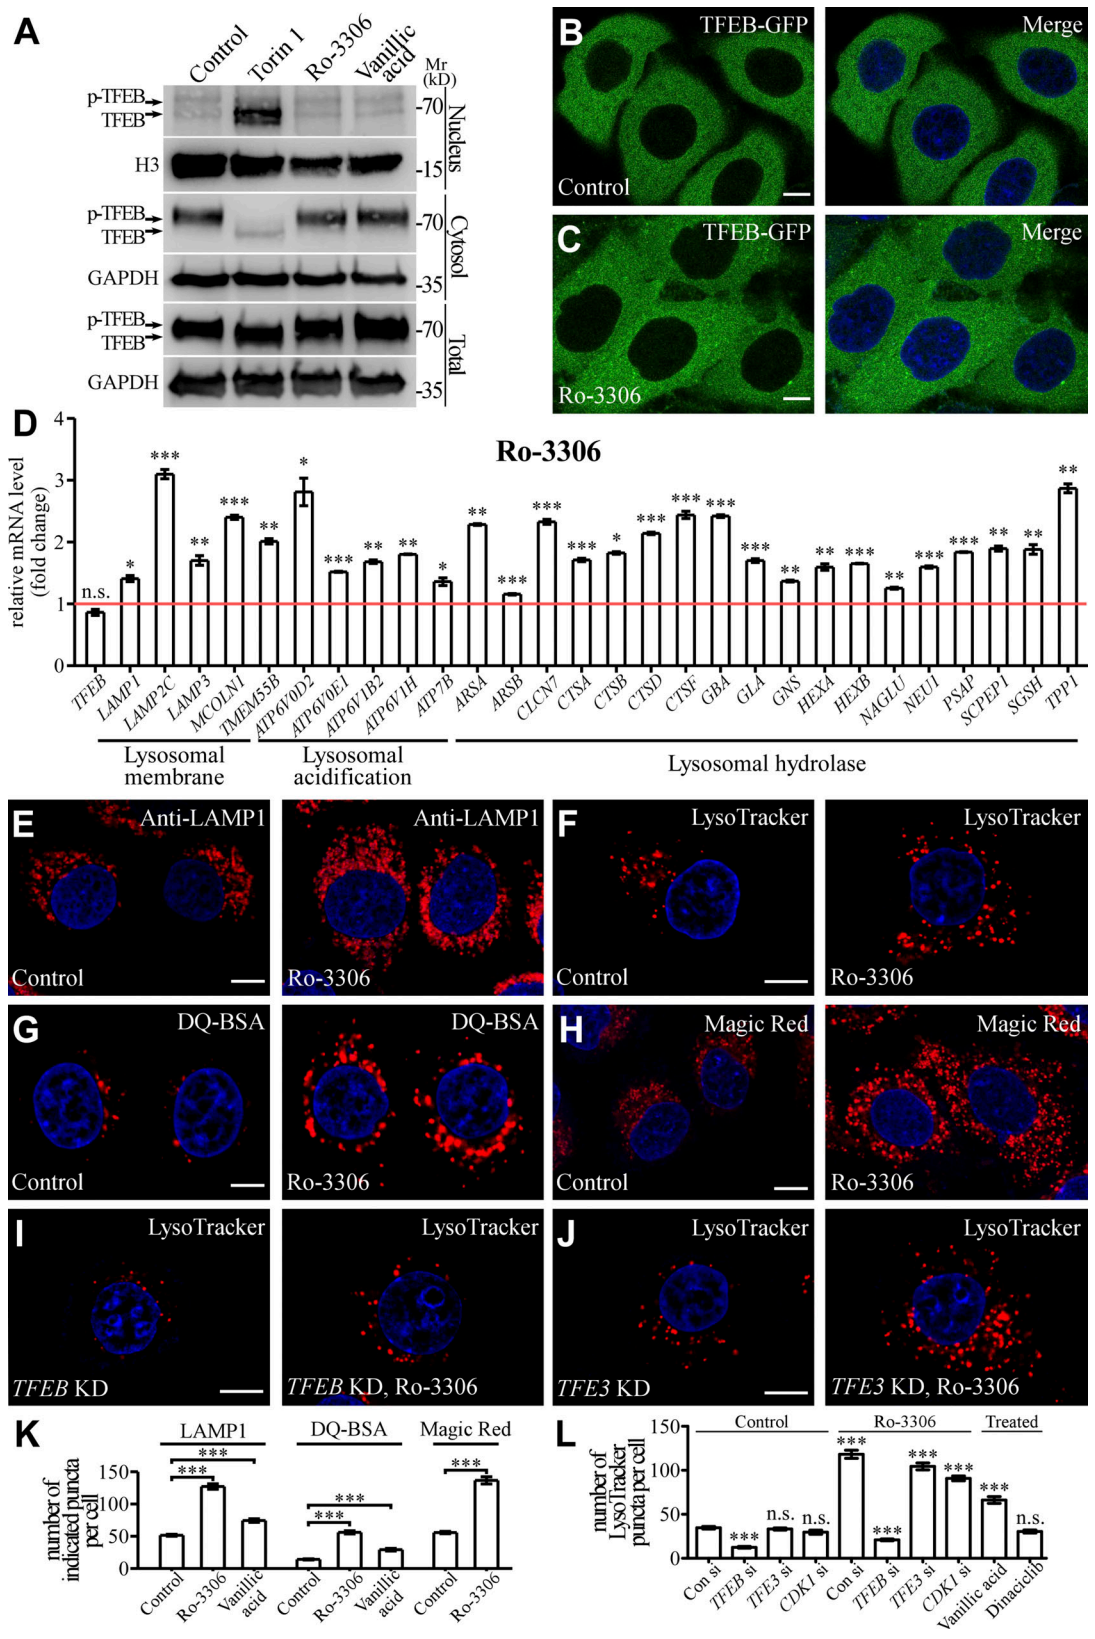 A
Control
Torin 1
Ro-3306
Vanillic
acid
Mr
(kD)
p-TFEB
TFEB
-70
H3
-15
Nucleus
p-TFEB
TFEB
-70
GAPDH
-35
Cytosol
p-TFEB
TFEB
-70
GAPDH
-35
Total
B
TFEB-GFP
Merge
Control
C
TFEB-GFP
Merge
Ro-3306
D
Ro-3306
relative mRNA level
(fold change)
4
3
2
1
0
n.s.
*
***
**
***
**
*
***
**
**
*
**
***
**
***
*
***
***
***
***
**
**
**
**
***
***
**
**
**
TFEB
LAMP1
LAMP2C
LAMP3
MCOLN1
TMEM55B
ATP6V0D2
ATP6V0E1
ATP6V1B2
ATP6V1H
ATP7B
ARSA
ARSB
CLCN7
CTSA
CTSB
CTSD
CTSF
GBA
GLA
GNS
HEXA
HEXB
NAGLU
NEU1
PSAP
SCPEP1
SGSH
TPP1
Lysosomal
membrane
Lysosomal
acidification
Lysosomal hydrolase
E
Anti-LAMP1
Control
Anti-LAMP1
Ro-3306
F
LysoTracker
Control
LysoTracker
Ro-3306
G
DQ-BSA
Control
DQ-BSA
Ro-3306
H
Magic Red
Control
Magic Red
Ro-3306
I
LysoTracker
TFEB KD
LysoTracker
TFEB KD, Ro-3306
J
LysoTracker
TFE3 KD
LysoTracker
TFE3 KD, Ro-3306
K
LAMP1
DQ-BSA
Magic Red
number of
indicated puncta
per cell
150
100
50
0
***
***
***
***
***
Control
Ro-3306
Vanillic
acid
Control
Ro-3306
Vanillic
acid
Control
Ro-3306
L
Control
Ro-3306
Treated
number of
LysoTracker
puncta per cell
150
100
50
0
***
n.s.
n.s.
***
***
***
***
***
n.s.
Con si
TFEB si
TFE3 si
CDK1 si
Con si
TFEB si
TFE3 si
CDK1 si
Vanillic acid
Dinaciclib